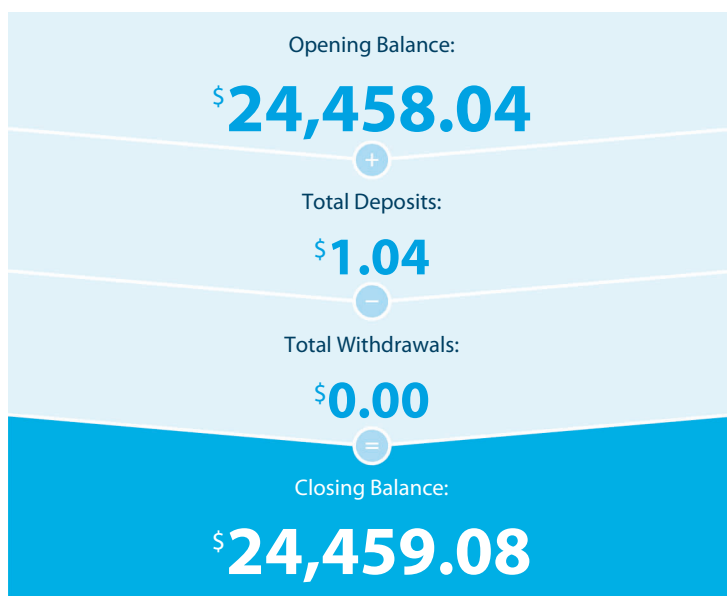 Opening Balance:
$24,458.04
+
Total Deposits:
$1.04
−
Total Withdrawals:
$0.00
=
Closing Balance:
$24,459.08